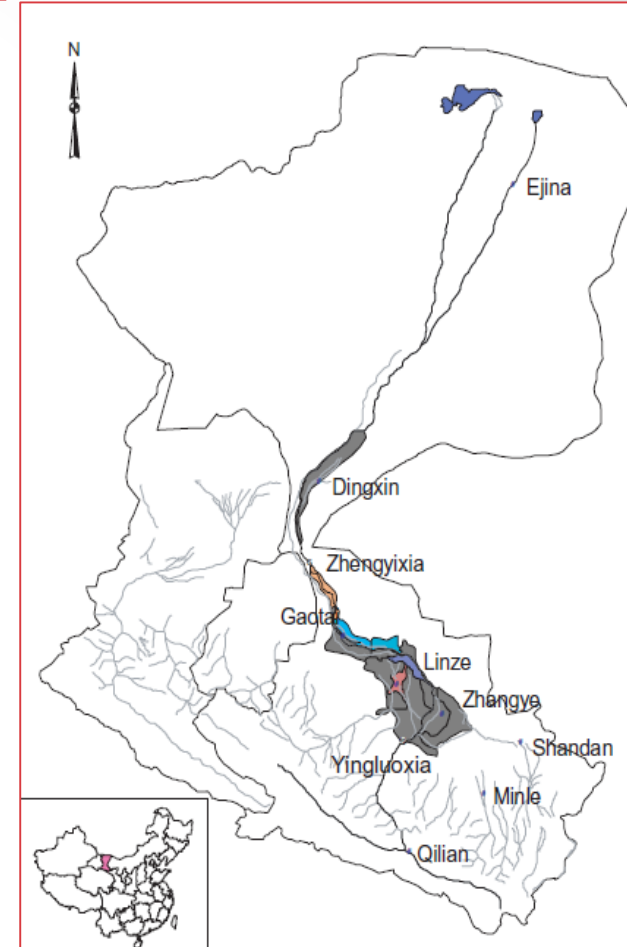 N
Ejina
Dingxin
Zhengyixia
Gaotai
Linze
Zhangye
Shandan
Yingluoxia
Minle
Qilian